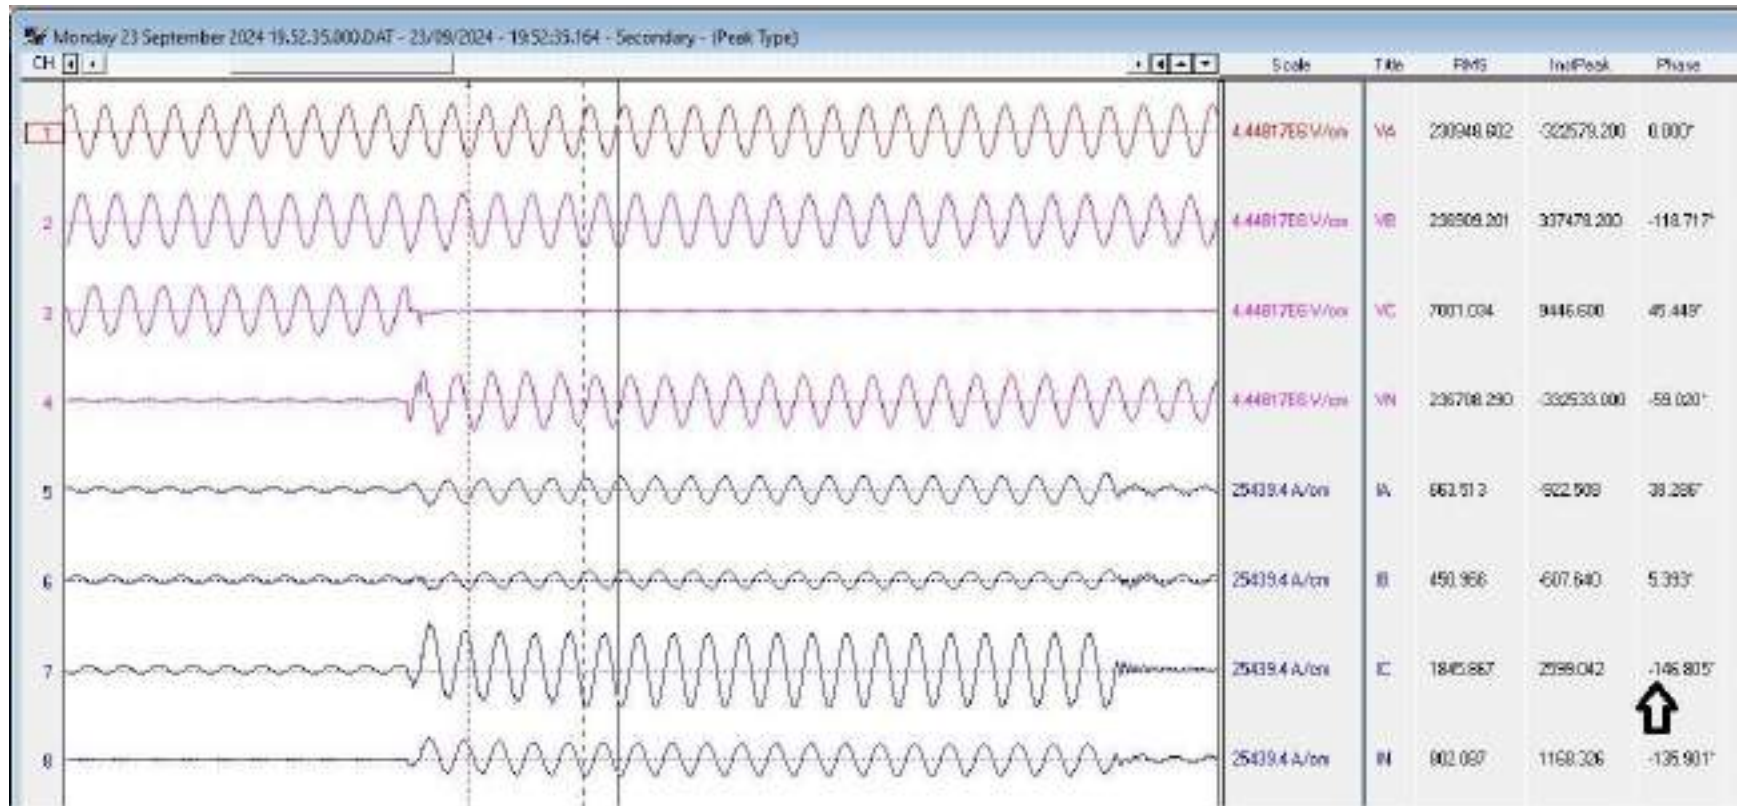 Monday 23 September 2024 19.52.35.000.DAT - 23/09/2024 - 19:52:35.164 - Secondary - (Peak Type)
CH Scale Title RMS InstPeak Phase
1 4.44817E6 V/cm VA 230948.602 -322579.200 0.000°
2 4.44817E6 V/cm VB 236909.201 337479.200 -118.717°
3 4.44817E6 V/cm VC 7001.034 9446.600 45.449°
4 4.44817E6 V/cm VN 236708.290 -332533.000 -59.020°
5 25439.4 A/cm IA 663.513 -922.508 38.286°
6 25439.4 A/cm IB 450.966 -607.640 5.393°
7 25439.4 A/cm IC 1845.667 2599.042 -146.805°
8 25439.4 A/cm IN 802.097 1168.326 -135.901°